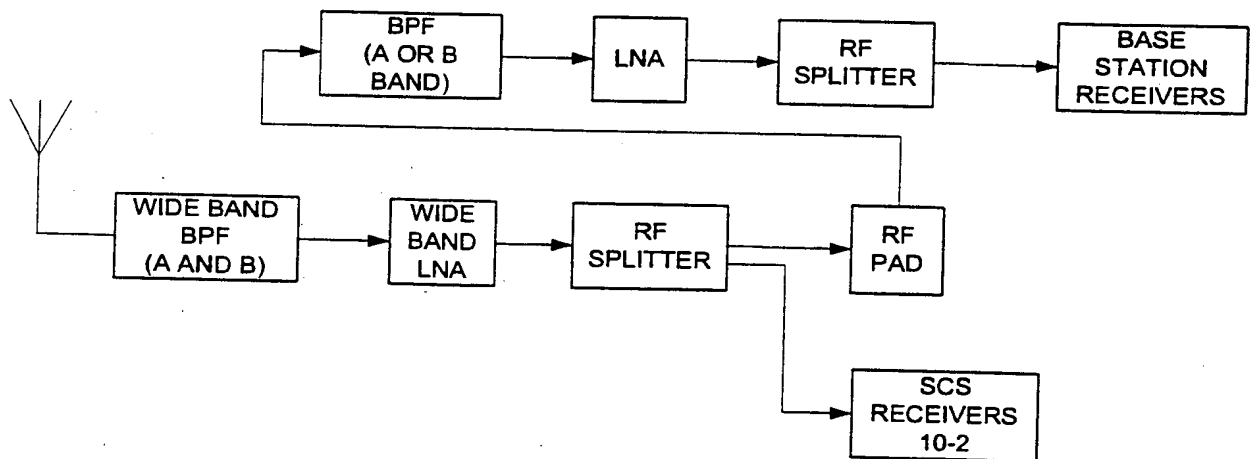 BPF
(A OR B
BAND)
LNA
RF
SPLITTER
BASE
STATION
RECEIVERS
WIDE BAND
BPF
(A AND B)
WIDE
BAND
LNA
RF
SPLITTER
RF
PAD
SCS
RECEIVERS
10-2